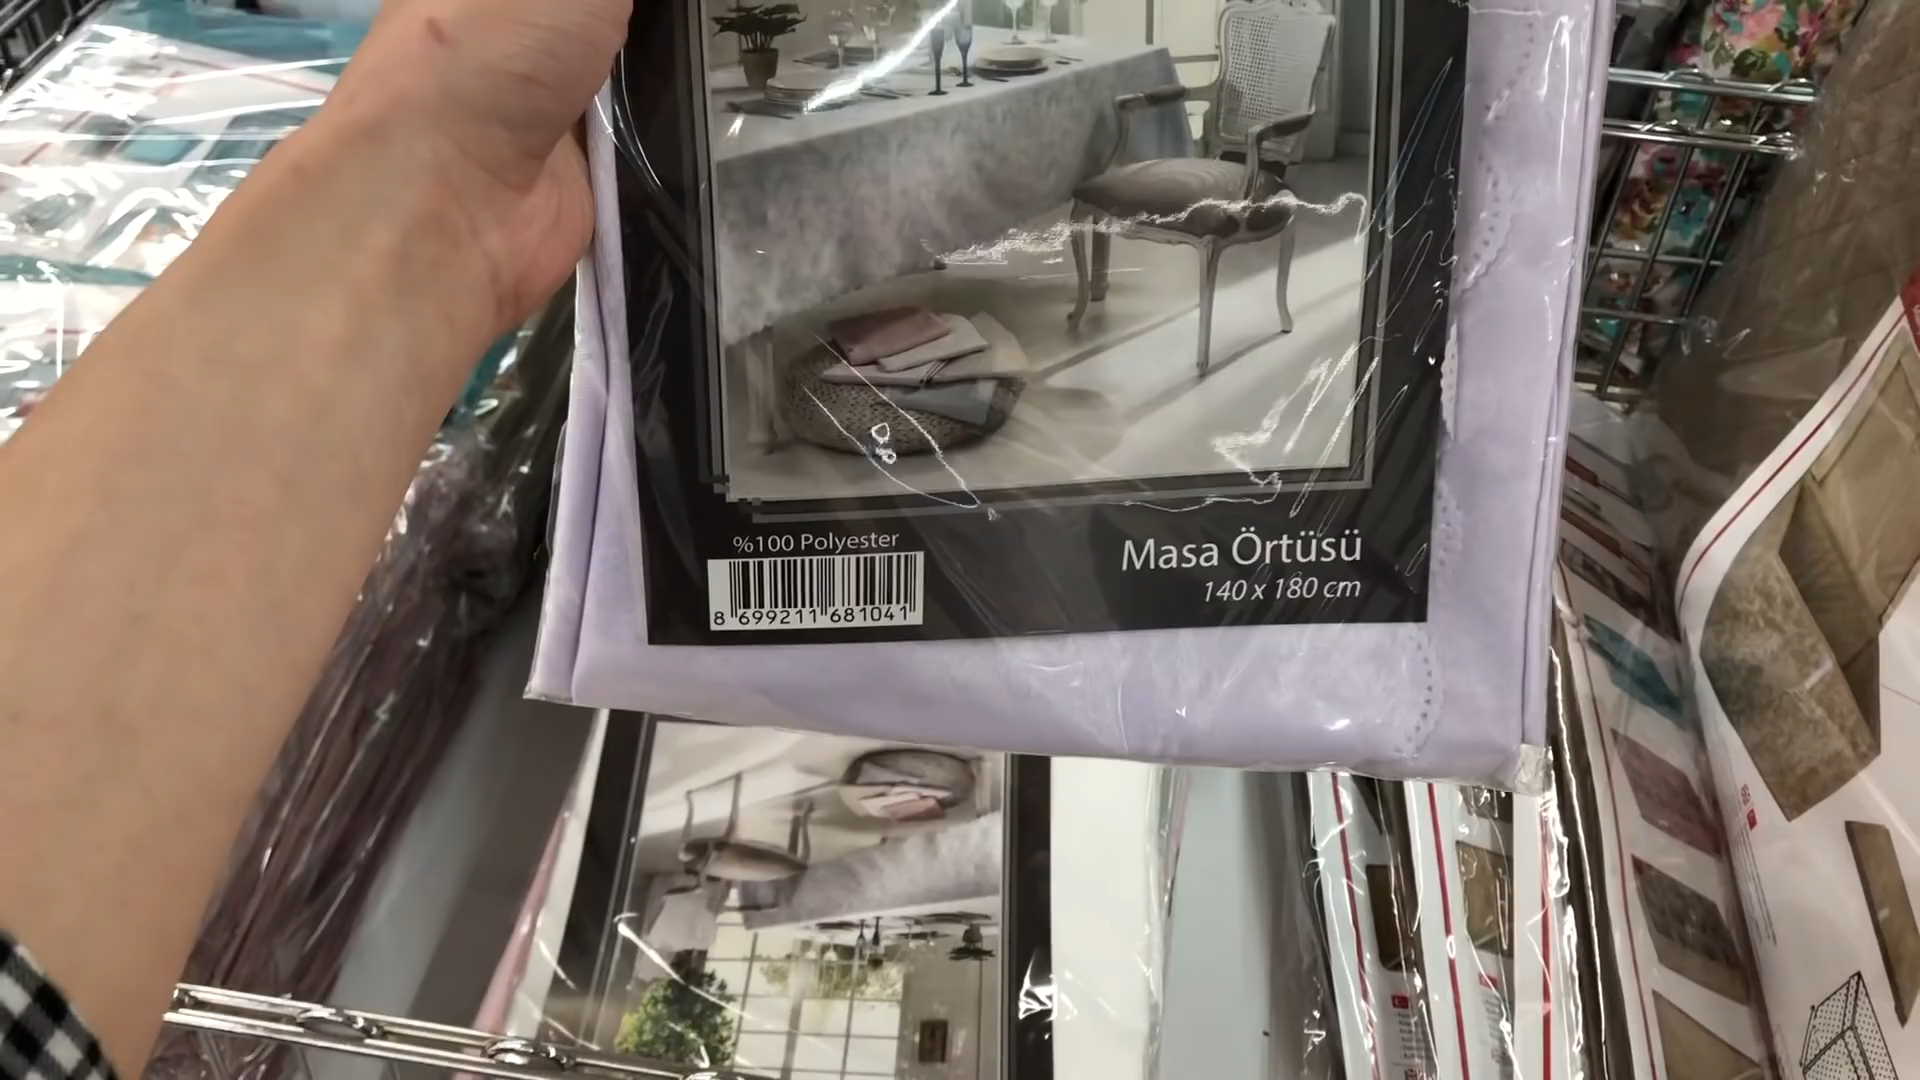 %100 Polyester
8 699211 681041
Masa Örtüsü
140 x 180 cm